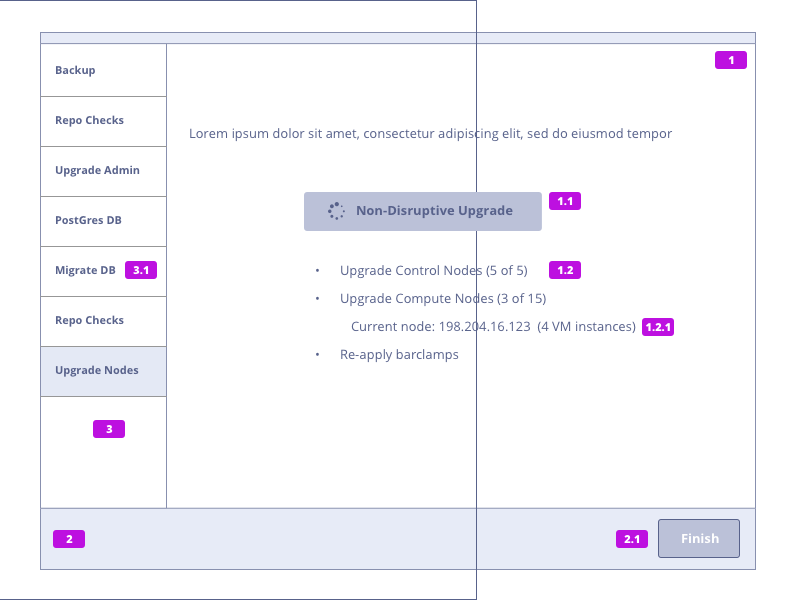 1
Backup
Repo Checks
Upgrade Admin
PostGres DB
Migrate DB 3.1
Repo Checks
Upgrade Nodes
3
Lorem ipsum dolor sit amet, consectetur adipiscing elit, sed do eiusmod tempor
Non-Disruptive Upgrade 1.1
• Upgrade Control Nodes (5 of 5) 1.2
• Upgrade Compute Nodes (3 of 15)
Current node: 198.204.16.123 (4 VM instances) 1.2.1
• Re-apply barclamps
2
2.1 Finish